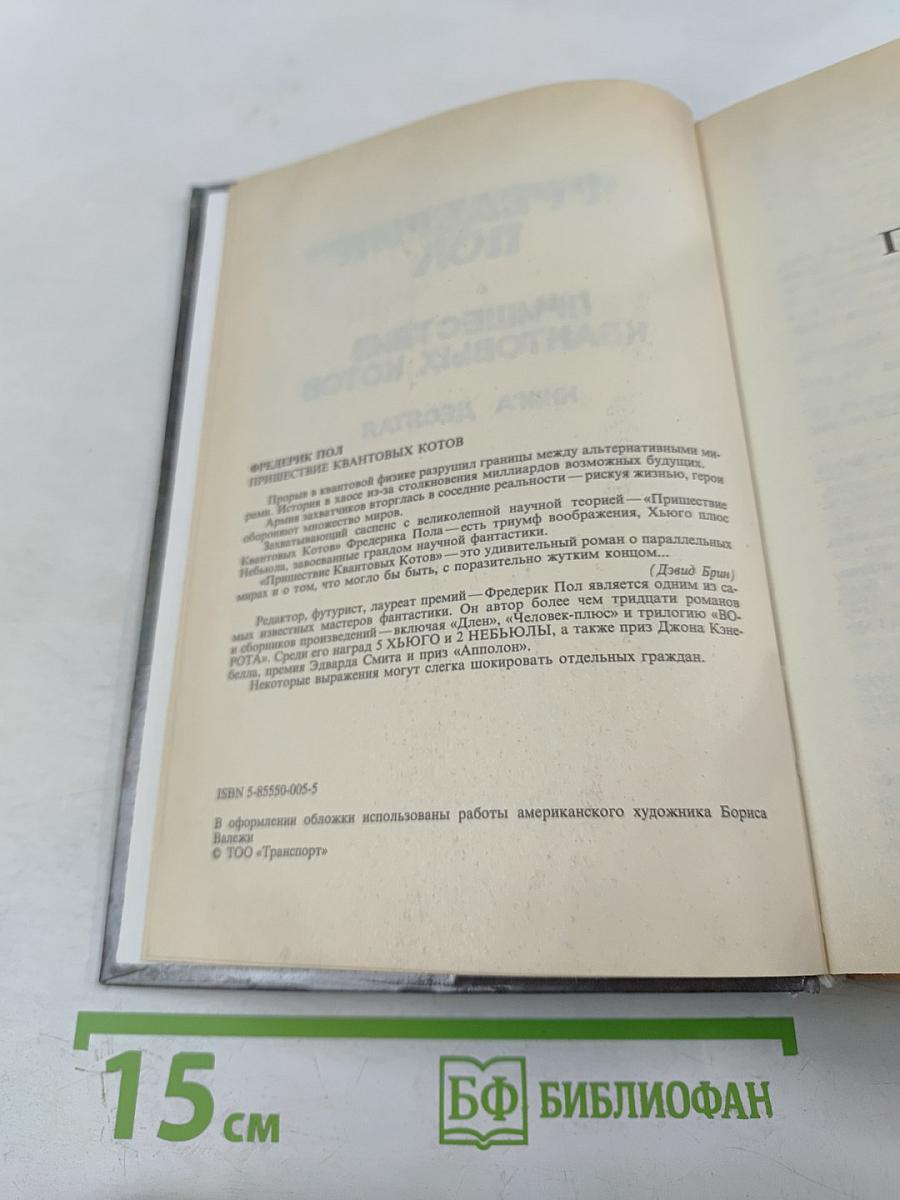 ФРЕДЕРИК ПОЛ
ПРИШЕСТВИЕ КВАНТОВЫХ КОТОВ
Прорыв в квантовой физике разрушил границы между альтернативными ми-
рами. История в хаосе из-за столкновения миллиардов возможных будущих.
Армия захватчиков вторглась в соседние реальности — рискуя жизнью, герои
обороняют множество миров.
Захватывающий саспенс с великолепной научной теорией — «Пришествие
Квантовых Котов» Фредерика Пола — есть триумф воображения, Хьюго плюс
Небьюла, завоеванные грандом научной фантастики.
«Пришествие Квантовых Котов» — это удивительный роман о параллельных
мирах и о том, что могло бы быть, с поразительно жутким концом...
(Дэвид Брин)
Редактор, футурист, лауреат премий — Фредерик Пол является одним из са-
мых известных мастеров фантастики. Он автор более чем тридцати романов
и сборников произведений — включая «Длен», «Человек-плюс» и трилогию «ВО-
РОТА». Среди его наград 5 ХЬЮГО и 2 НЕБЬЮЛЫ, а также приз Джона Кэне-
белла, премия Эдварда Смита и приз «Апполон».
Некоторые выражения могут слегка шокировать отдельных граждан.
ISBN 5-85550-005-5
В оформлении обложки использованы работы американского художника Бориса
Валежи
© ТОО «Транспорт»
П
15 см
БФ БИБЛИОФАН